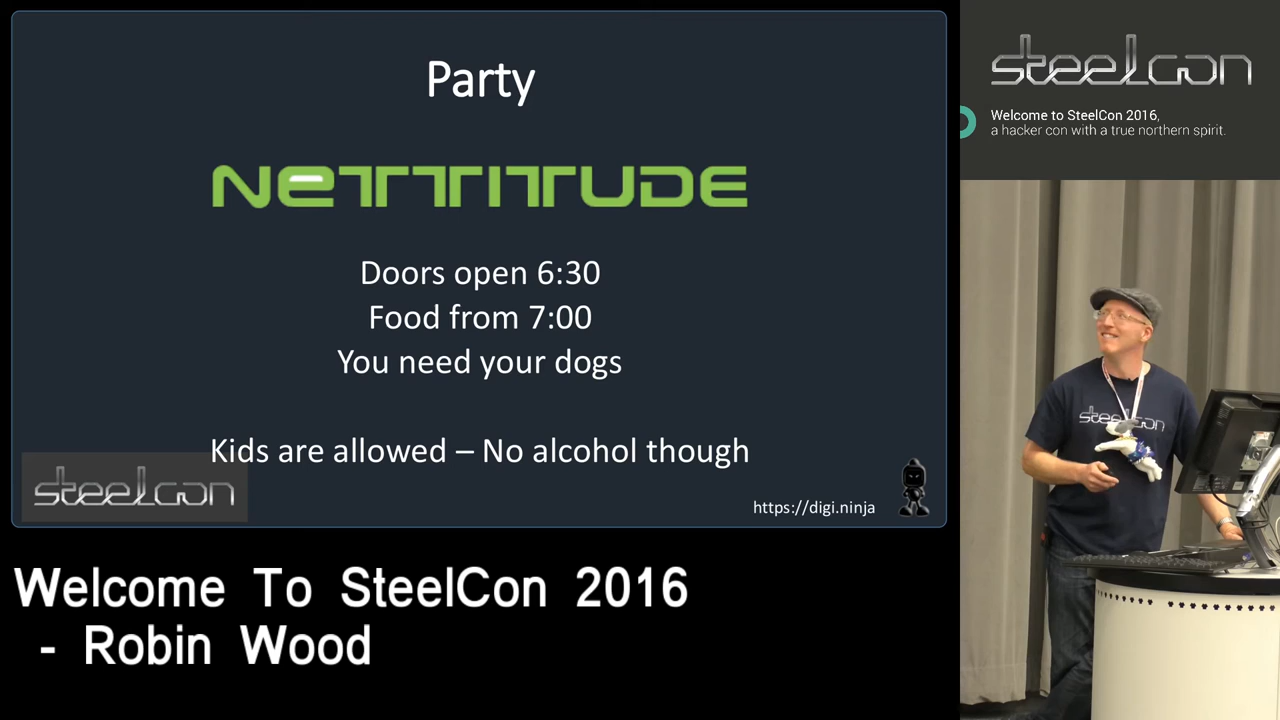 Party
NETTITUDE
Doors open 6:30
Food from 7:00
You need your dogs
Kids are allowed – No alcohol though
steelcon
https://digi.ninja
Welcome To SteelCon 2016
- Robin Wood
steelcon
Welcome to SteelCon 2016,
a hacker con with a true northern spirit.
steelcon